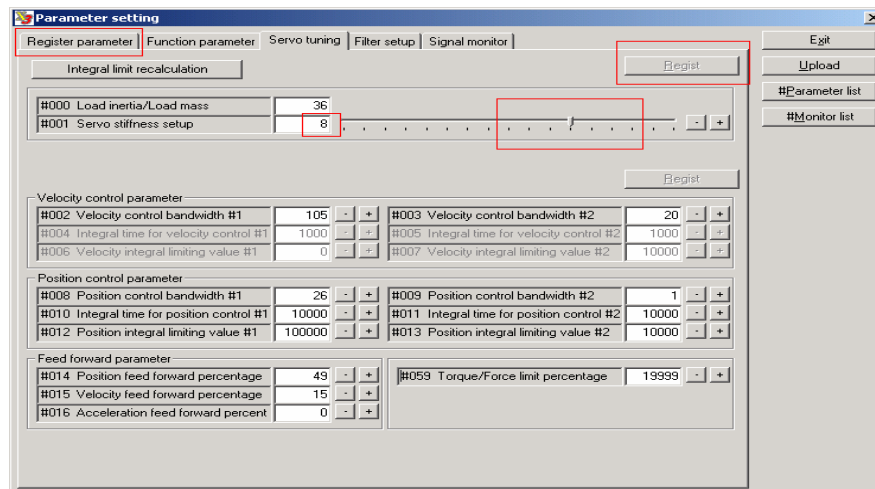 Parameter setting
Register parameter Function parameter Servo tuning Filter setup Signal monitor Exit
Integral limit recalculation Regist Upload
#Parameter list
#000 Load inertia/Load mass 36
#001 Servo stiffness setup 8 - + #Monitor list
Regist
Velocity control parameter
#002 Velocity control bandwidth #1 105 - + #003 Velocity control bandwidth #2 20 - +
#004 Integral time for velocity control #1 1000 - + #005 Integral time for velocity control #2 1000 - +
#006 Velocity integral limiting value #1 0 - + #007 Velocity integral limiting value #2 10000 - +
Position control parameter
#008 Position control bandwidth #1 26 - + #009 Position control bandwidth #2 1 - +
#010 Integral time for position control #1 10000 - + #011 Integral time for position control #2 10000 - +
#012 Position integral limiting value #1 100000 - + #013 Position integral limiting value #2 10000 - +
Feed forward parameter
#014 Position feed forward percentage 49 - + #059 Torque/Force limit percentage 19999 - +
#015 Velocity feed forward percentage 15 - +
#016 Acceleration feed forward percent 0 - +